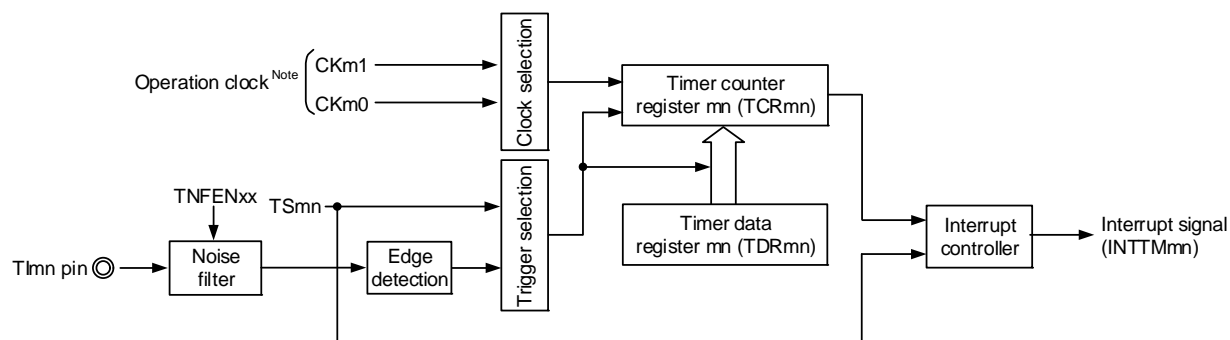 Operation clock Note
CKm1
CKm0
Clock selection
Timer counter
register mn (TCRmn)
TNFENxx
TSmn
Trigger selection
Timer data
register mn (TDRmn)
TImn pin
Noise
filter
Edge
detection
Interrupt
controller
Interrupt signal
(INTTMmn)